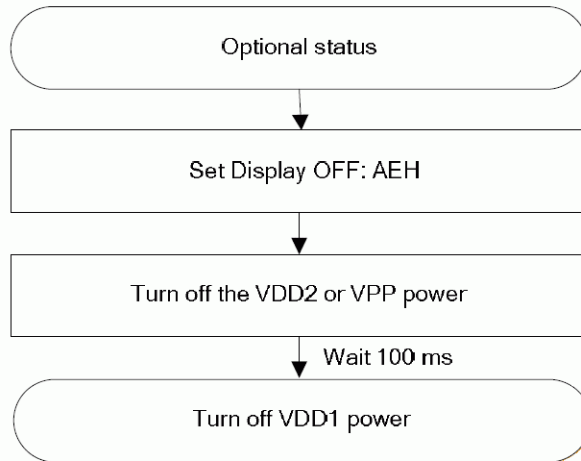 Optional status
Set Display OFF: AEH
Turn off the VDD2 or VPP power
Wait 100 ms
Turn off VDD1 power